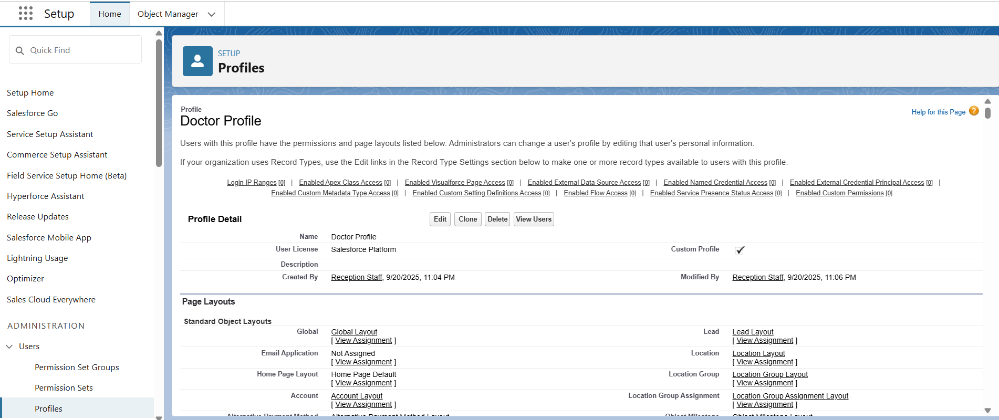 Setup
Home
Object Manager
Quick Find
Setup Home
Salesforce Go
Service Setup Assistant
Commerce Setup Assistant
Field Service Setup Home (Beta)
Hyperforce Assistant
Release Updates
Salesforce Mobile App
Lightning Usage
Optimizer
Sales Cloud Everywhere
ADMINISTRATION
Users
Permission Set Groups
Permission Sets
Profiles
SETUP
Profiles
Profile
Doctor Profile
Help for this Page ?
Users with this profile have the permissions and page layouts listed below. Administrators can change a user's profile by editing that user's personal information.
If your organization uses Record Types, use the Edit links in the Record Type Settings section below to make one or more record types available to users with this profile.
Login IP Ranges [0] | Enabled Apex Class Access [0] | Enabled Visualforce Page Access [0] | Enabled External Data Source Access [0] | Enabled Named Credential Access [0] | Enabled External Credential Principal Access [0] |
Enabled Custom Metadata Type Access [0] | Enabled Custom Setting Definitions Access [0] | Enabled Flow Access [0] | Enabled Service Presence Status Access [0] | Enabled Custom Permissions [0]
Profile Detail Edit Clone Delete View Users
Name Doctor Profile
User License Salesforce Platform Custom Profile ✓
Description
Created By Reception Staff, 9/20/2025, 11:04 PM Modified By Reception Staff, 9/20/2025, 11:06 PM
Page Layouts
Standard Object Layouts
Global Global Layout Lead Lead Layout
[ View Assignment ] [ View Assignment ]
Email Application Not Assigned Location Location Layout
[ View Assignment ] [ View Assignment ]
Home Page Layout Home Page Default Location Group Location Group Layout
[ View Assignment ] [ View Assignment ]
Account Account Layout Location Group Assignment Location Group Assignment Layout
[ View Assignment ] [ View Assignment ]
Alternative Payment Method Alternative Payment Method Layout Object Milestone Object Milestone Layout